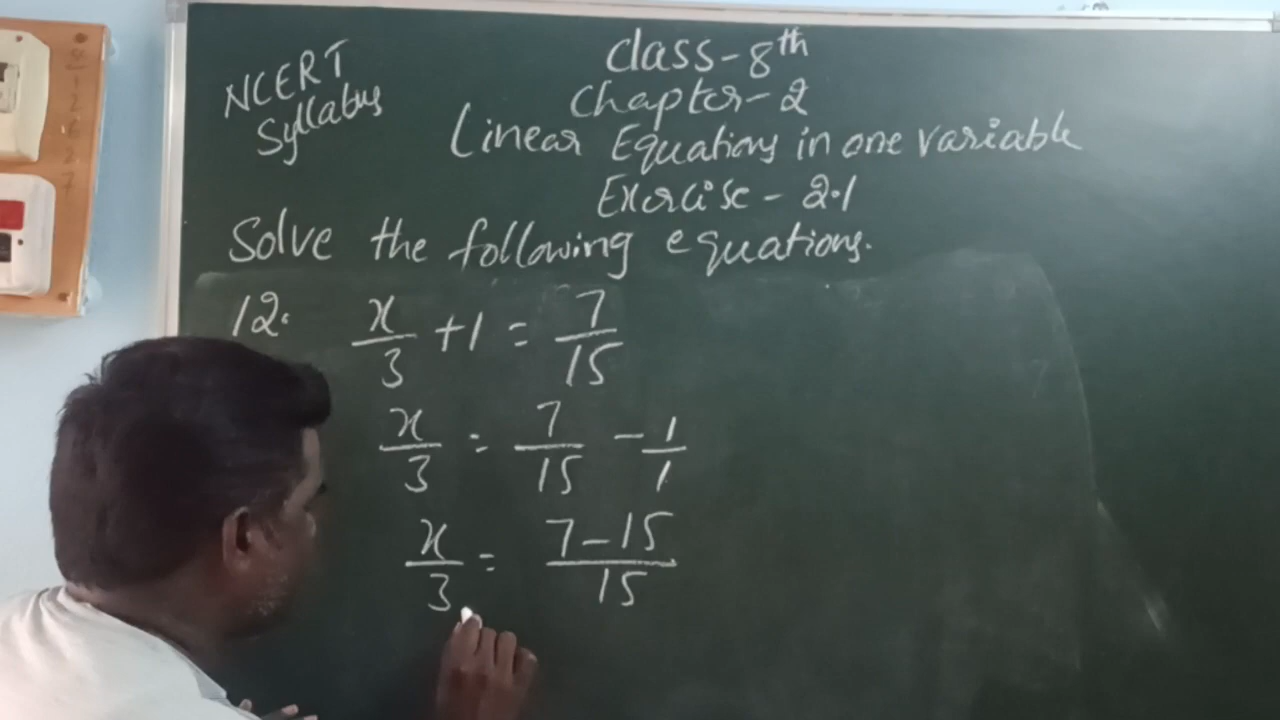 NCERT
Syllabus
Class-8th
Chapter-2
Linear Equations in one variable
Exercise - 2.1
Solve the following equations.
12. x/3 + 1 = 7/15
x/3 = 7/15 - 1/1
x/3 = 7-15/15